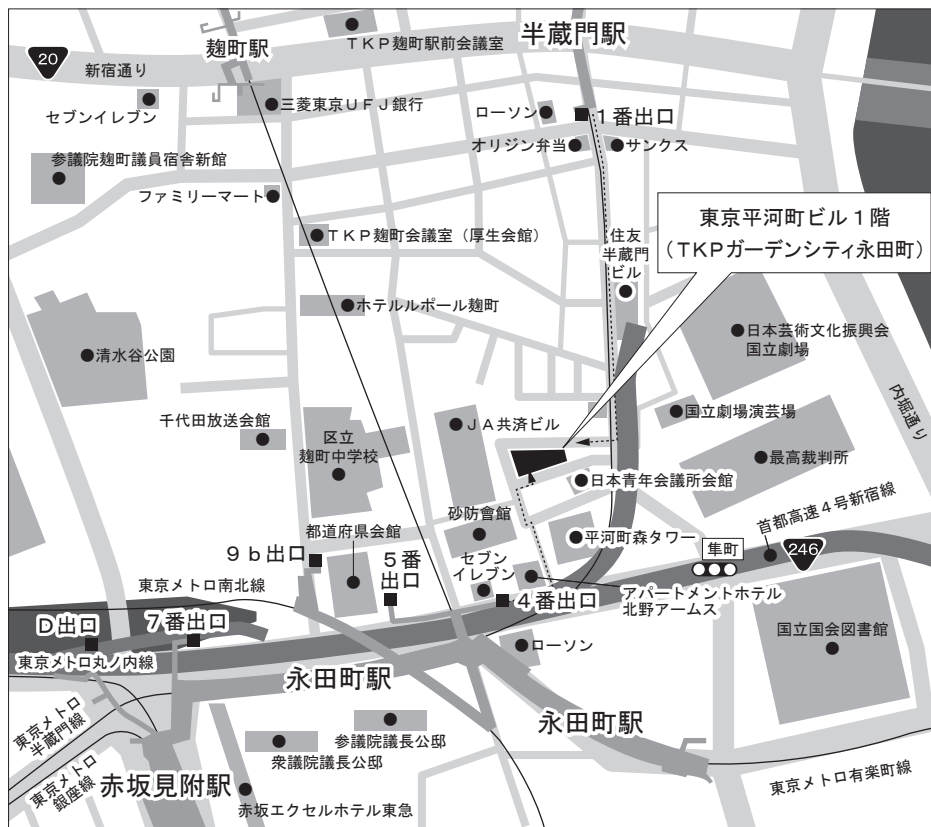 麹町駅
TKP麹町駅前会議室
半蔵門駅
20
新宿通り
セブンイレブン
三菱東京UFJ銀行
ローソン
1番出口
オリジン弁当
サンクス
参議院麹町議員宿舎新館
ファミリーマート
東京平河町ビル1階
(TKPガーデンシティ永田町)
TKP麹町会議室(厚生会館)
住友
半蔵門
ビル
ホテルルポール麹町
日本芸術文化振興会
国立劇場
清水谷公園
内堀通り
千代田放送会館
国立劇場演芸場
JA共済ビル
区立
麹町中学校
最高裁判所
日本青年会議所会館
砂防會館
都道府県会館
平河町森タワー
首都高速4号新宿線
隼町
246
9b出口
5番
出口
セブン
イレブン
4番出口
アパートメントホテル
北野アームス
東京メトロ南北線
D出口
7番出口
東京メトロ丸ノ内線
ローソン
国立国会図書館
永田町駅
永田町駅
東京メトロ
半蔵門線
参議院議長公邸
衆議院議長公邸
東京メトロ
銀座線
赤坂見附駅
赤坂エクセルホテル東急
東京メトロ有楽町線